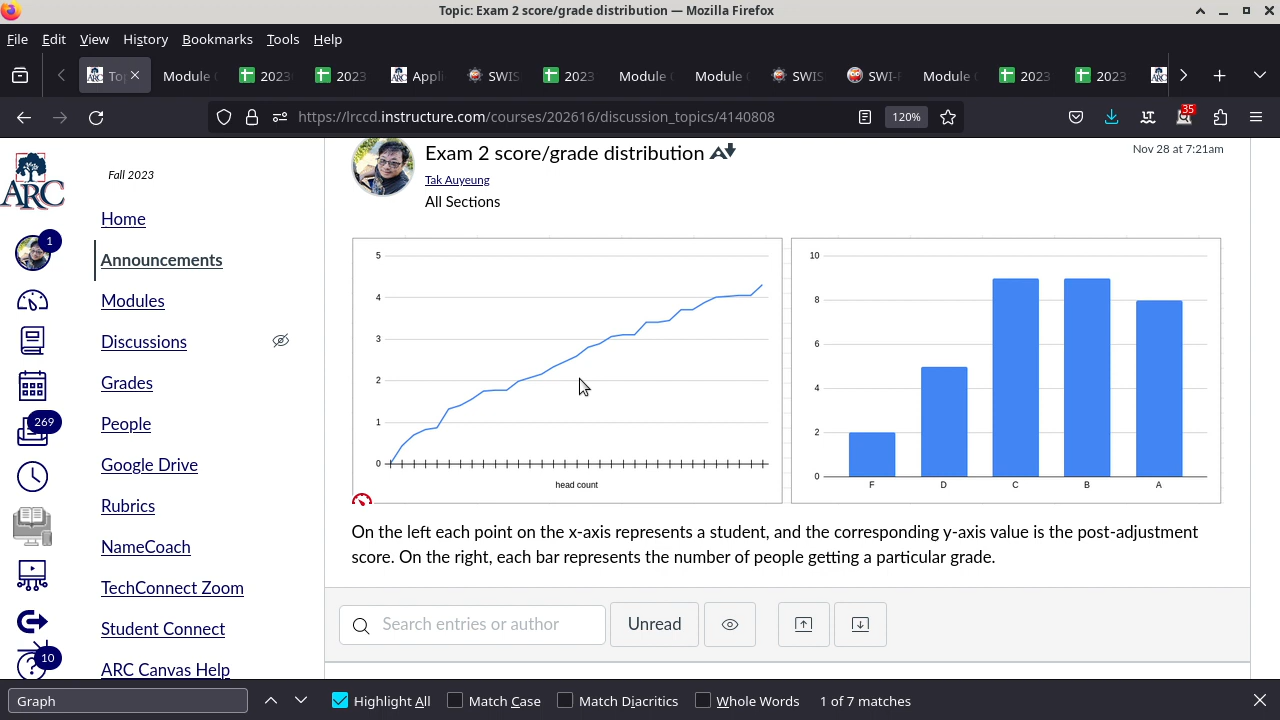 Topic: Exam 2 score/grade distribution — Mozilla Firefox
File Edit View History Bookmarks Tools Help
ARC To Module 2023 2023 ARC Appli SWIS 2023 Module Module SWIS SWI- Module 2023 2023
https://lrccd.instructure.com/courses/202616/discussion_topics/4140808 120% 35
ARC
Fall 2023
1
Home
Announcements
Modules
Discussions
Grades
269
People
Google Drive
Rubrics
NameCoach
TechConnect Zoom
Student Connect
10
ARC Canvas Help
Exam 2 score/grade distribution
Nov 28 at 7:21am
Tak Auyeung
All Sections
5
4
3
2
1
0
head count
10
8
6
4
2
0
F D C B A
On the left each point on the x-axis represents a student, and the corresponding y-axis value is the post-adjustment
score. On the right, each bar represents the number of people getting a particular grade.
Search entries or author Unread
Graph Highlight All Match Case Match Diacritics Whole Words 1 of 7 matches